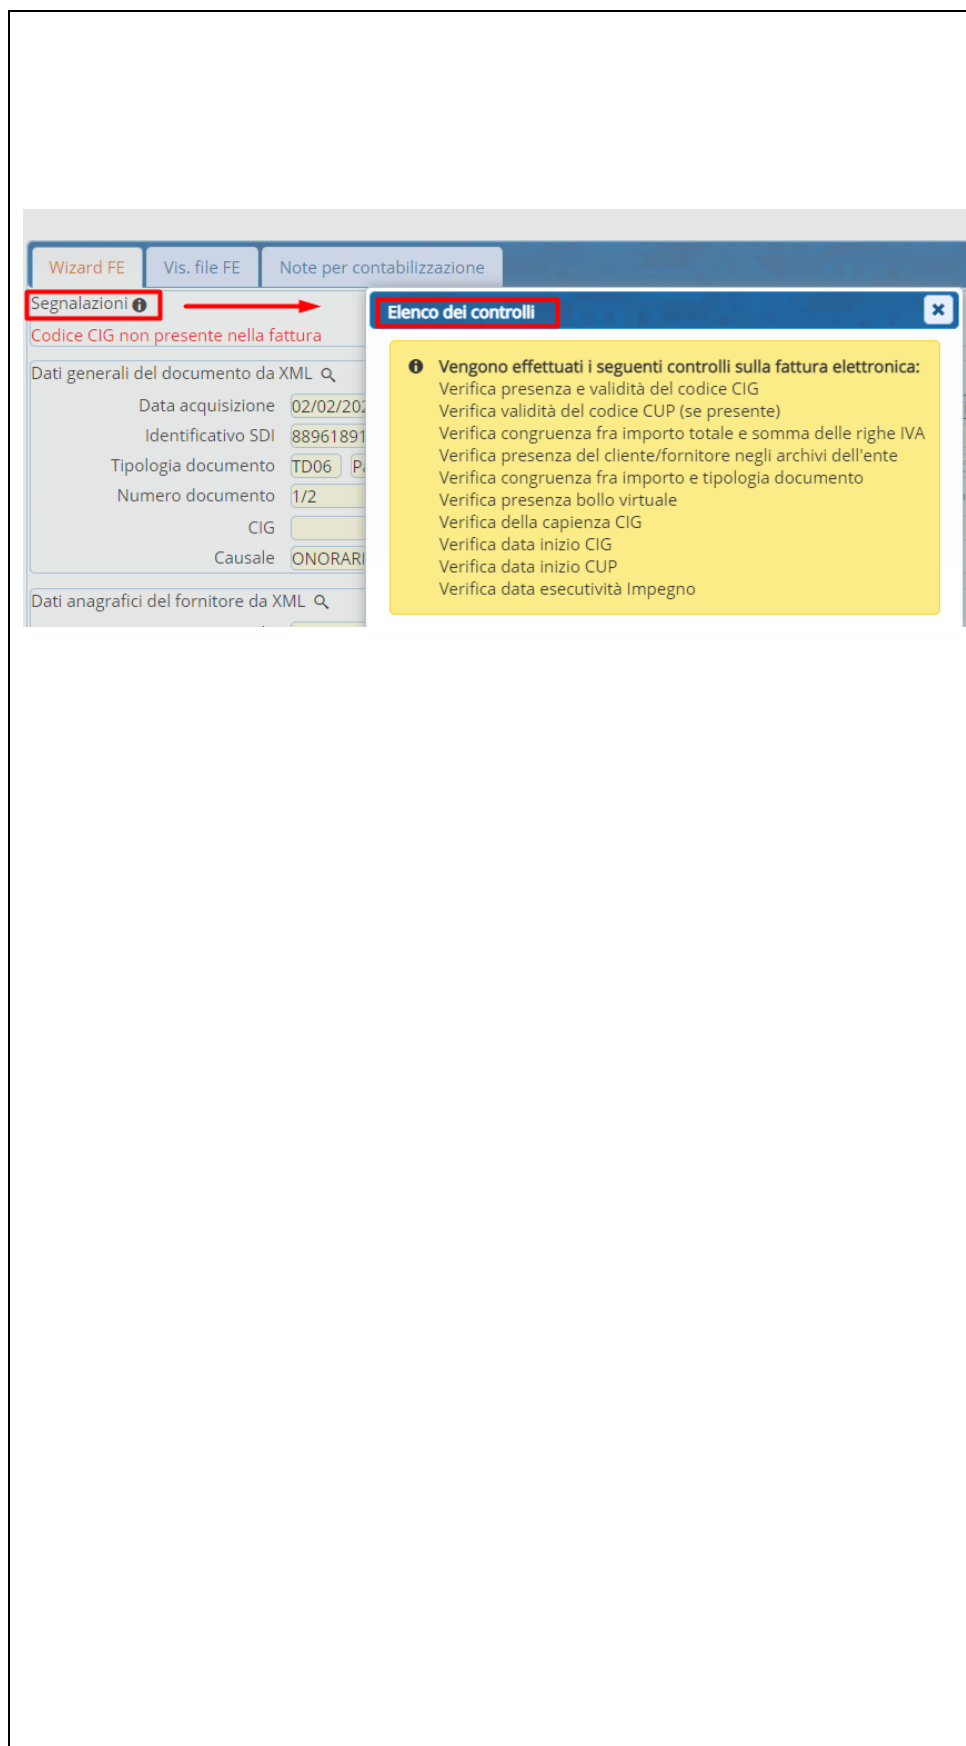 Wizard FE
Vis. file FE
Note per contabilizzazione
Segnalazioni
Codice CIG non presente nella fattura
Dati generali del documento da XML
Data acquisizione 02/02/202
Identificativo SDI 88961891
Tipologia documento TD06
Numero documento 1/2
CIG
Causale ONORARI
Dati anagrafici del fornitore da XML
Elenco dei controlli
Vengono effettuati i seguenti controlli sulla fattura elettronica:
Verifica presenza e validità del codice CIG
Verifica validità del codice CUP (se presente)
Verifica congruenza fra importo totale e somma delle righe IVA
Verifica presenza del cliente/fornitore negli archivi dell'ente
Verifica congruenza fra importo e tipologia documento
Verifica presenza bollo virtuale
Verifica della capienza CIG
Verifica data inizio CIG
Verifica data inizio CUP
Verifica data esecutività Impegno